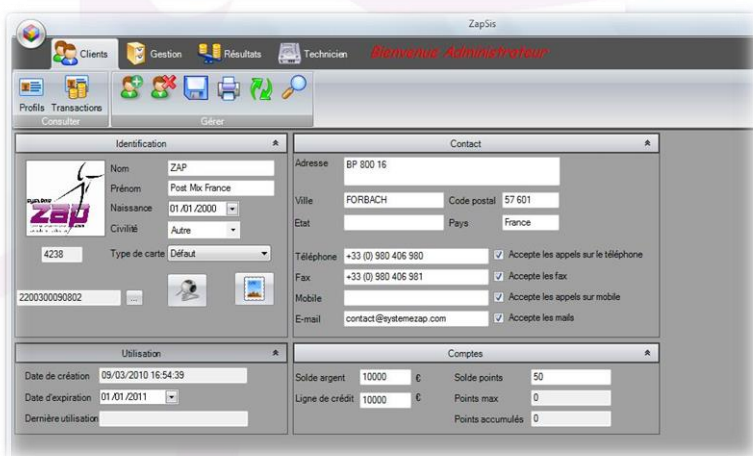 ZapSis
Clients Gestion Résultats Technicien Bienvenue Administrateur
Profils Transactions
Consulter Gérer
Identification
Nom ZAP
Prénom Post Mix France
Naissance 01/01/2000
Civilité Autre
zap
4238 Type de carte Défaut
2200300090802 ...
Contact
Adresse BP 800 16
Ville FORBACH Code postal 57 601
Etat Pays France
Téléphone +33 (0) 980 406 980 Accepte les appels sur le téléphone
Fax +33 (0) 980 406 981 Accepte les fax
Mobile Accepte les appels sur mobile
E-mail contact@systemezap.com Accepte les mails
Utilisation
Date de création 09/03/2010 16:54:39
Date d'expiration 01/01/2011
Dernière utilisation
Comptes
Solde argent 10000 € Solde points 50
Ligne de crédit 10000 € Points max 0
Points accumulés 0